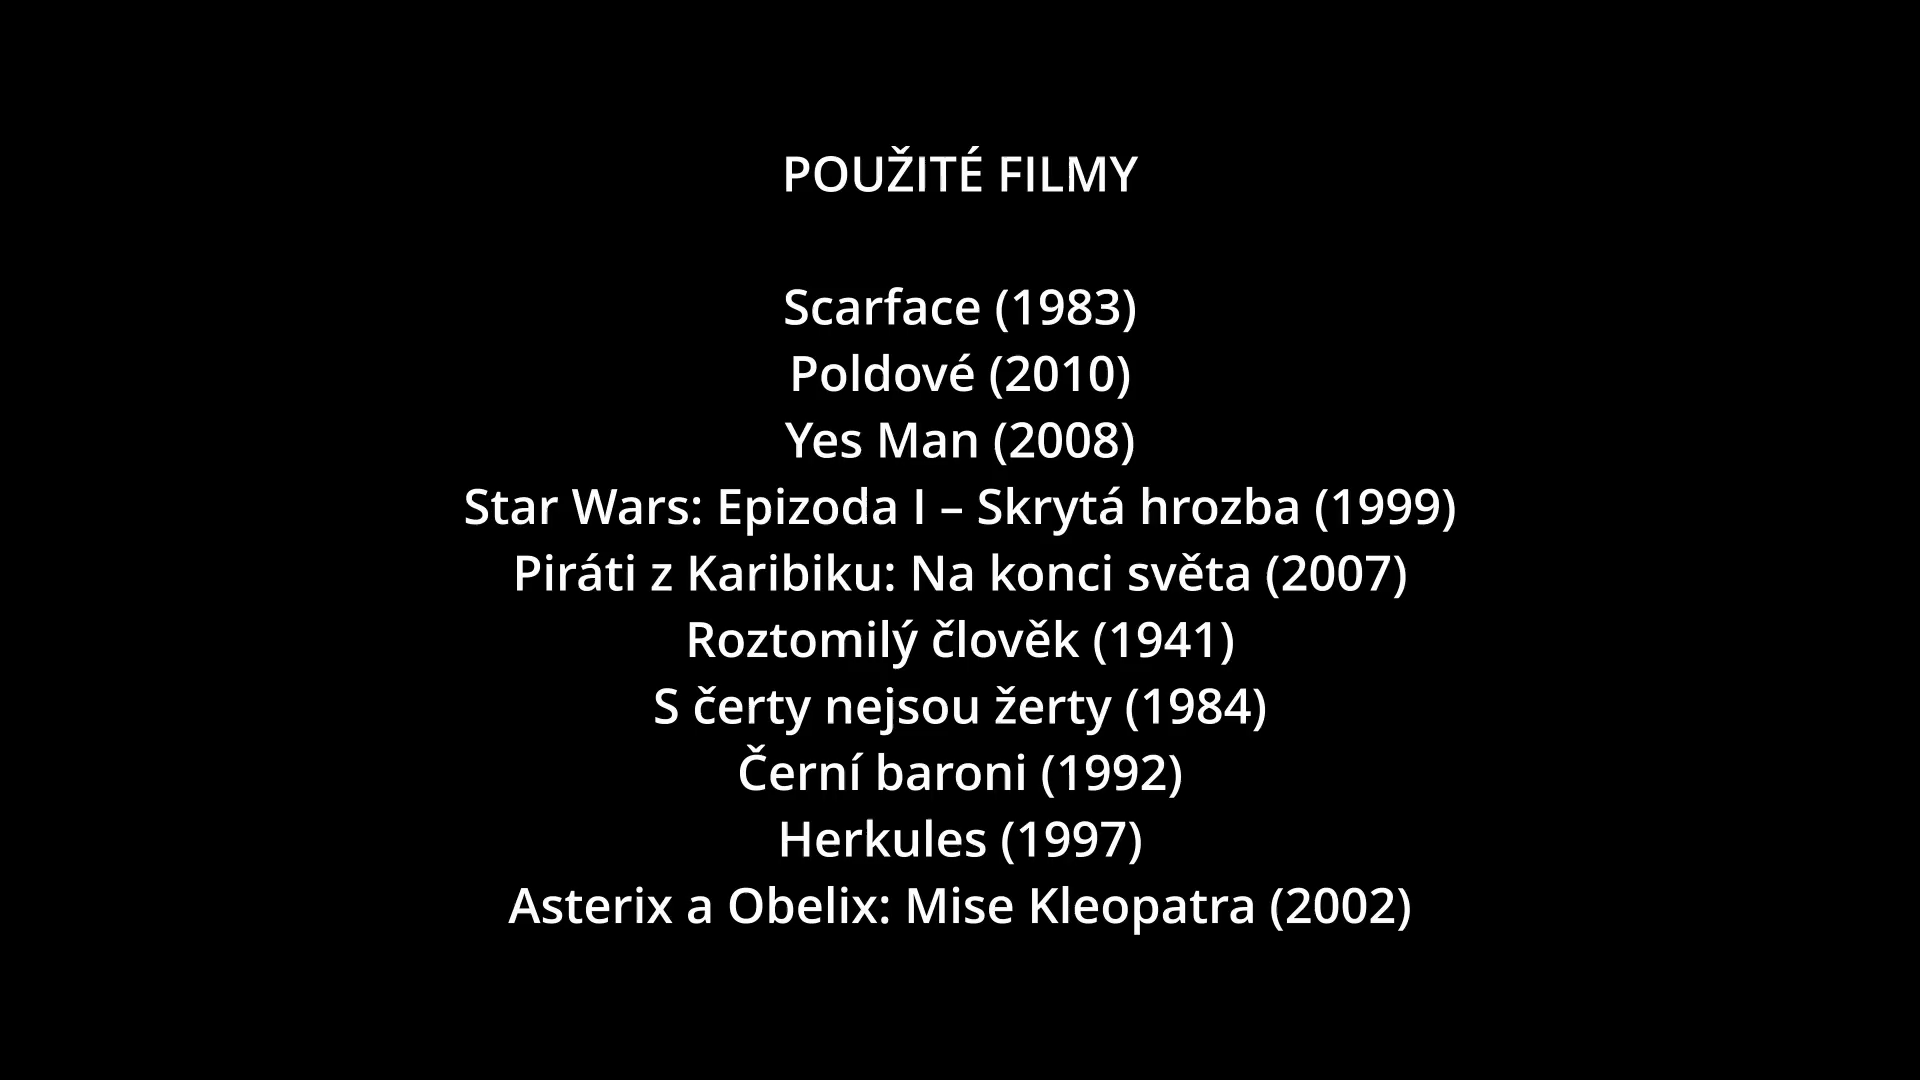 POUŽITÉ FILMY
Scarface (1983)
Poldové (2010)
Yes Man (2008)
Star Wars: Epizoda I – Skrytá hrozba (1999)
Piráti z Karibiku: Na konci světa (2007)
Roztomilý člověk (1941)
S čerty nejsou žerty (1984)
Černí baroni (1992)
Herkules (1997)
Asterix a Obelix: Mise Kleopatra (2002)